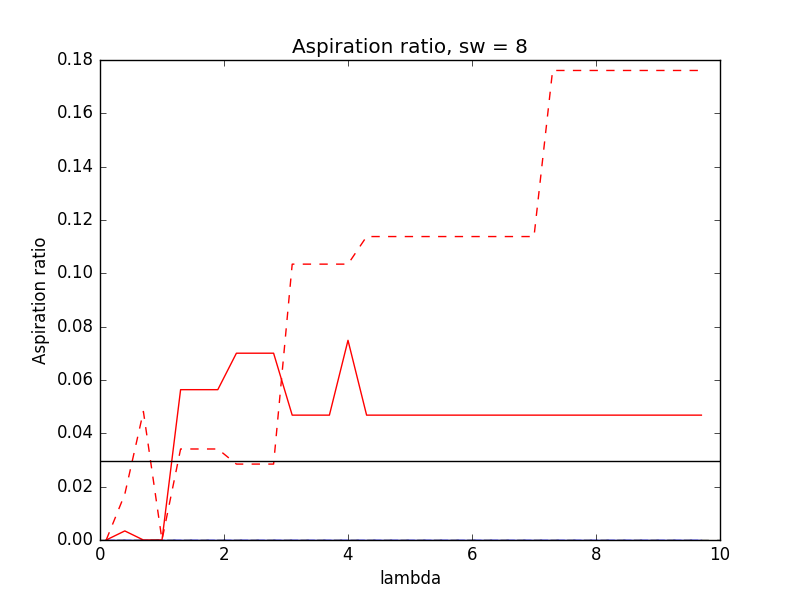 Aspiration ratio, sw = 8
0.18
0.16
0.14
0.12
0.10
0.08
0.06
0.04
0.02
0.00
Aspiration ratio
0 2 4 6 8 10
lambda